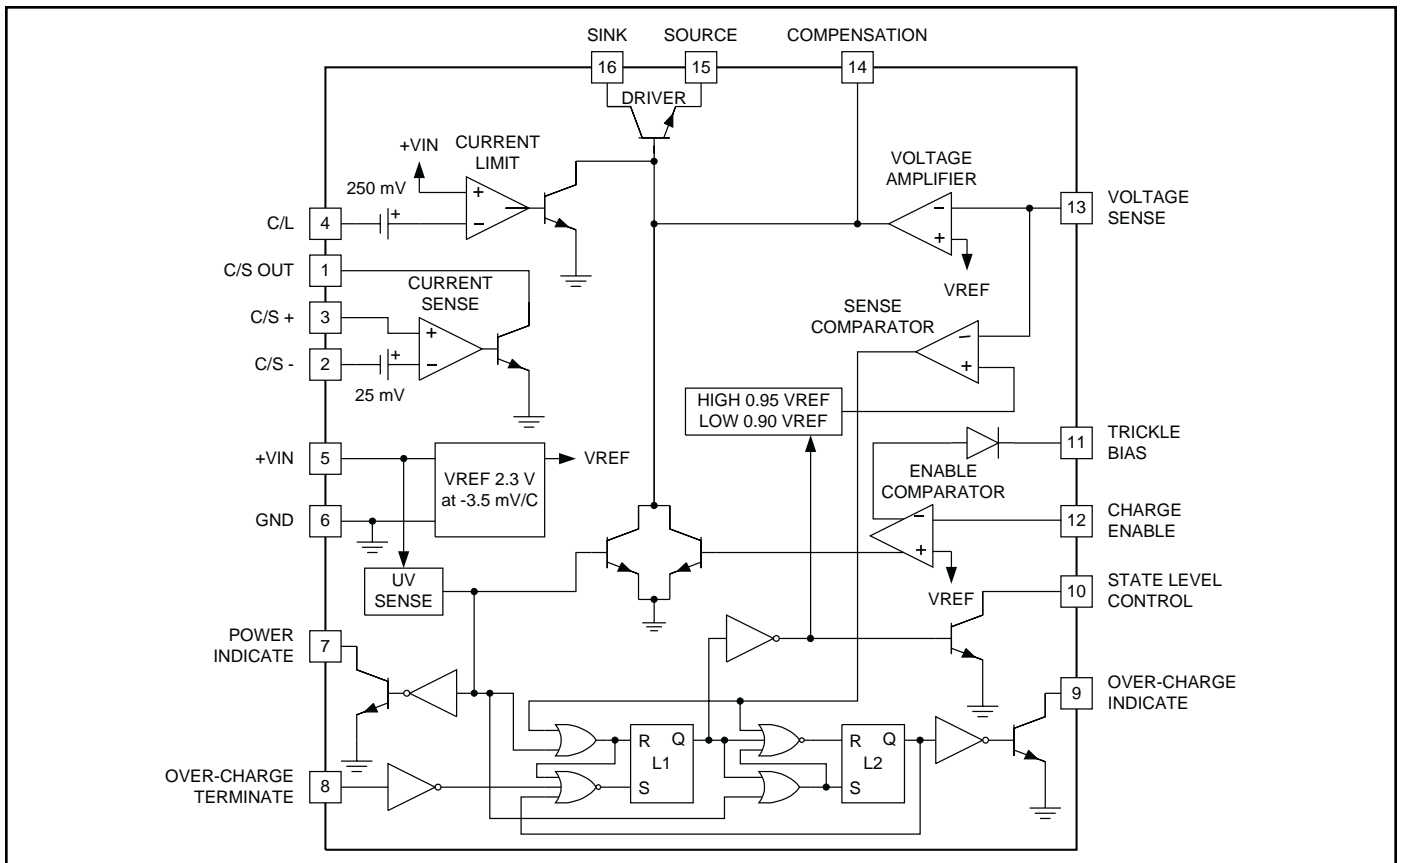 SINK
SOURCE
COMPENSATION
16
15
14
DRIVER
+VIN
CURRENT
LIMIT
VOLTAGE
AMPLIFIER
250 mV
+
+
−
−
+
C/L
4
13
VOLTAGE
SENSE
VREF
C/S OUT
1
CURRENT
SENSE
SENSE
COMPARATOR
C/S +
3
+
−
−
+
C/S -
2
+
25 mV
HIGH 0.95 VREF
LOW 0.90 VREF
11
TRICKLE
BIAS
+VIN
5
VREF 2.3 V
at -3.5 mV/C
VREF
ENABLE
COMPARATOR
−
+
12
CHARGE
ENABLE
GND
6
VREF
UV
SENSE
10
STATE LEVEL
CONTROL
POWER
INDICATE
7
9
OVER-CHARGE
INDICATE
R Q
L1
S
R Q
L2
S
OVER-CHARGE
TERMINATE
8